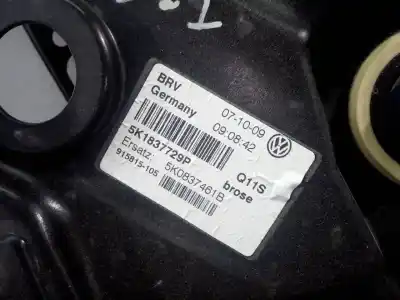 BRV
Germany
07-10-09
09:08:42
5K1837729P
Ersatz: 5K0837461B
915815-105
Q11S
brose